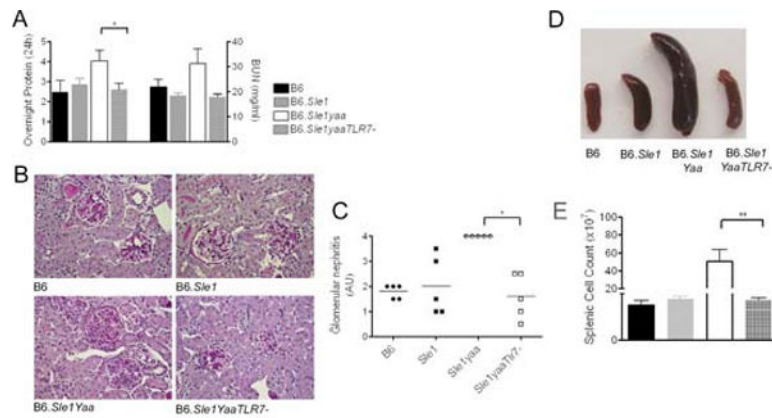 A
Overnight Protein (24h)
5
4
3
2
1
0
*
40
30
20
10
0
BUN (mg/ml)
B6
B6.Sle1
B6.Sle1yaa
B6.Sle1yaaTLR7-
B
B6
B6.Sle1
B6.Sle1Yaa
B6.Sle1YaaTLR7-
C
Glomerular nephritis
(AU)
4
3
2
1
0
*
B6
Sle1
Sle1yaa
Sle1yaaTlr7-
D
B6
B6.Sle1
B6.Sle1
Yaa
B6.Sle1
YaaTLR7-
E
Splenic Cell Count (x10⁷)
100
80
60
40
20
**